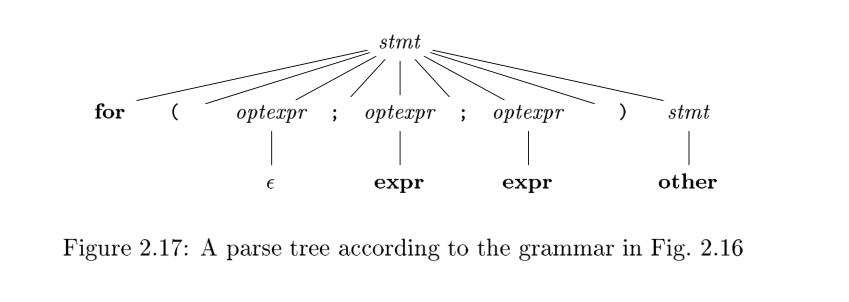 stmt
for ( optexpr ; optexpr ; optexpr ) stmt
ϵ expr expr other
Figure 2.17: A parse tree according to the grammar in Fig. 2.16